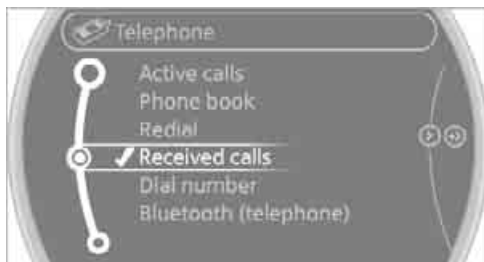 Telephone
Active calls
Phone book
Redial
Received calls
Dial number
Bluetooth (telephone)